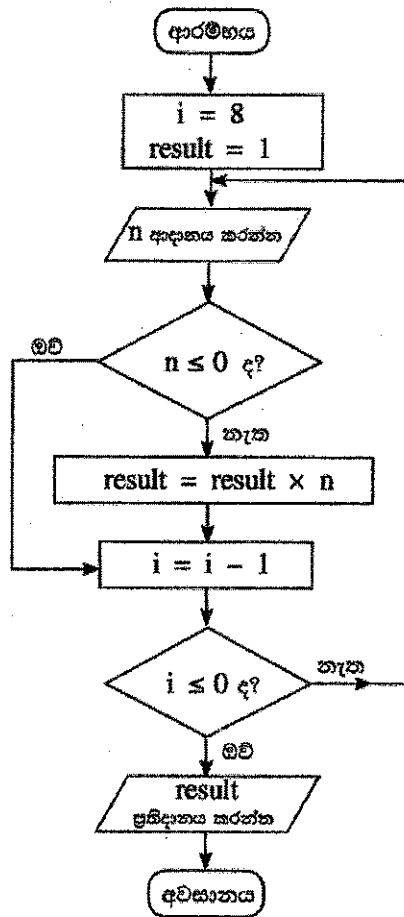 ආරම්භය
i = 8
result = 1
n ආදානය කරන්න
ඔව්
n ≤ 0 ද?
නැත
result = result × n
i = i − 1
i ≤ 0 ද?
නැත
ඔව්
result
ප්‍රතිදානය කරන්න
අවසානය